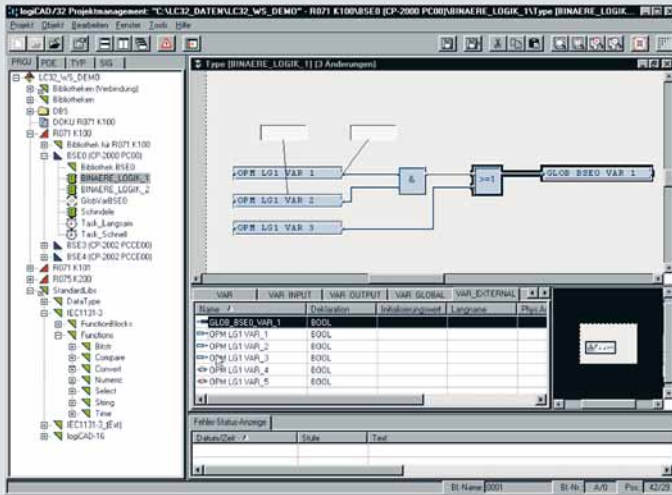 logiCAD/32 Projektmanagement: "C:\LC32_DATEN\LC32_WS_DEMO" - R071 K100\BSE0 (CP-2000 PC00)\BINAERE_LOGIK_1\Type [BINAERE_LOGIK_...
Projekt Objekt Bearbeiten Fenster Tools Hilfe
PROJ POE TYP SIG
LC32_WS_DEMO
Bibliotheken (Verbindung)
Bibliotheken
DBS
DOKU R071 K100
R071 K100
Bibliothek für R071 K100
BSE0 (CP-2000 PC00)
Bibliothek BSE0
BINAERE_LOGIK_1
BINAERE_LOGIK_2
GlobVarBSE0
Schindele
Task_Langsam
Task_Schnell
BSE3 (CP-2002 PCCE00)
BSE4 (CP-2002 PCCE00)
R071 K101
R075 K200
StandardLibs
DataType
IEC1131-3
FunctionBlocks
Functions
Bitstr
Compare
Convert
Numeric
Select
String
Time
IEC1131-3_(Ext)
logiCAD-16
Type [BINAERE_LOGIK_1] (3 Änderungen)
OPM LG1 VAR 1
OPM LG1 VAR 2
OPM LG1 VAR 3
&
>=1
GLOB BSE0 VAR 1
VAR VAR INPUT VAR OUTPUT VAR GLOBAL VAR_EXTERNAL
Name Deklaration Initialisierungswert Langname Phys.Ad
GLOB_BSE0_VAR_1 BOOL
OPM LG1 VAR_1 BOOL
OPM LG1 VAR_2 BOOL
OPM LG1 VAR_3 BOOL
OPM LG1 VAR_4 BOOL
OPM LG1 VAR_5 BOOL
Fehler-Status-Anzeige
Datum/Zeit Stufe Text
Bl.-Name: 0001 Bl.-Nr. A/0 Pos. 42/28